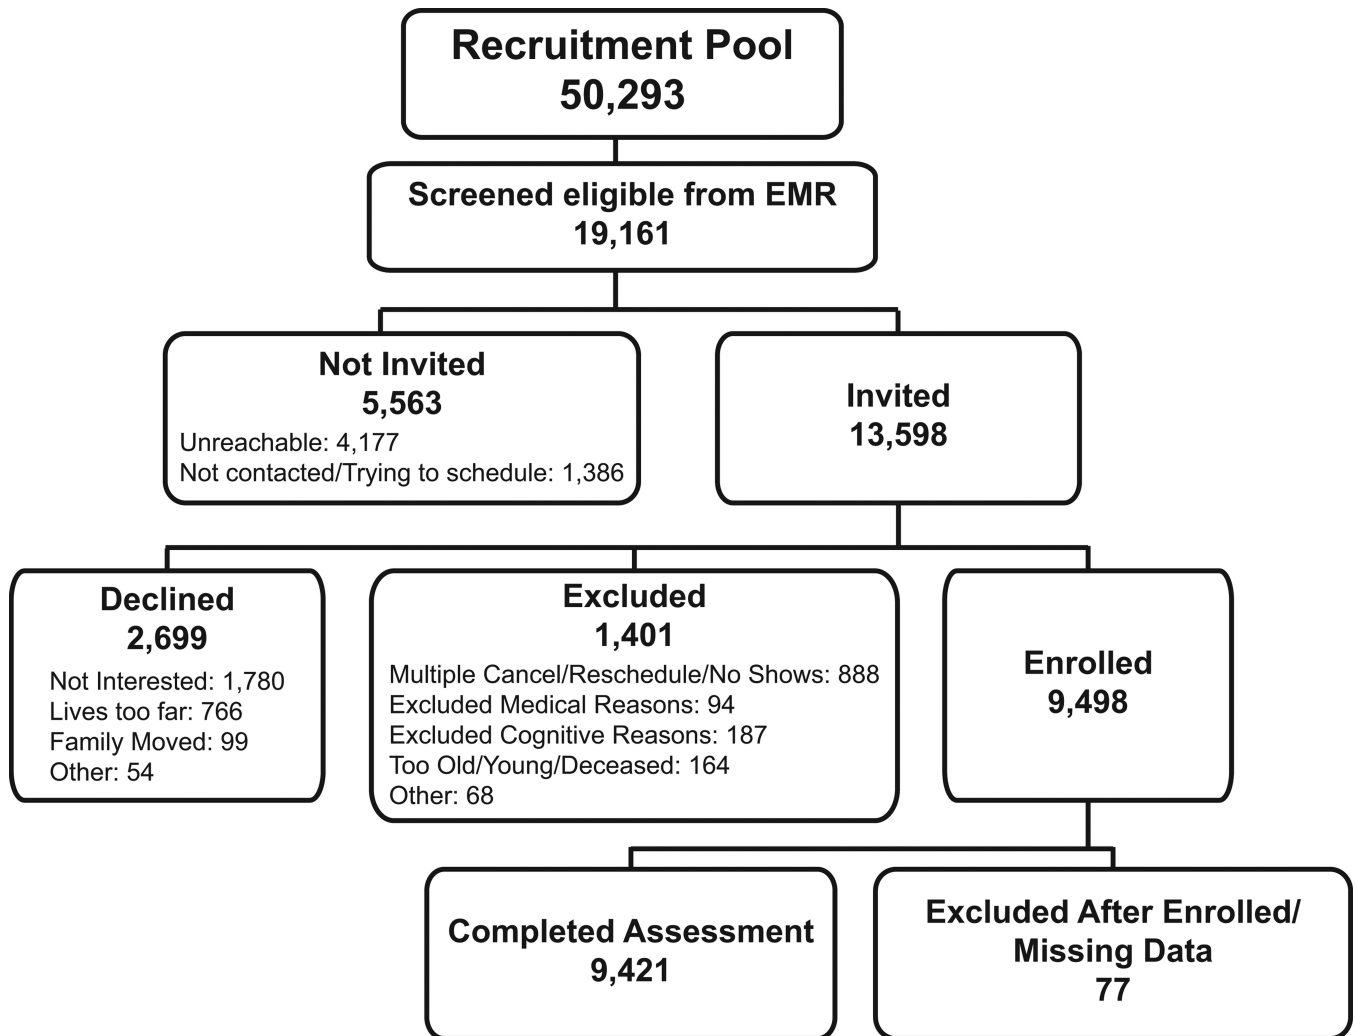 Recruitment Pool
50,293
Screened eligible from EMR
19,161
Not Invited
5,563
Unreachable: 4,177
Not contacted/Trying to schedule: 1,386
Invited
13,598
Declined
2,699
Not Interested: 1,780
Lives too far: 766
Family Moved: 99
Other: 54
Excluded
1,401
Multiple Cancel/Reschedule/No Shows: 888
Excluded Medical Reasons: 94
Excluded Cognitive Reasons: 187
Too Old/Young/Deceased: 164
Other: 68
Enrolled
9,498
Completed Assessment
9,421
Excluded After Enrolled/
Missing Data
77